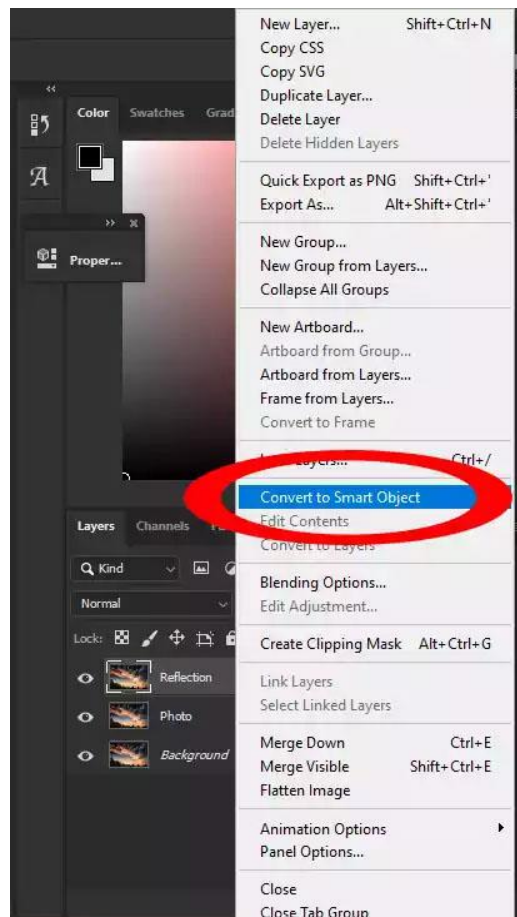 New Layer... Shift+Ctrl+N
Copy CSS
Copy SVG
Duplicate Layer...
Delete Layer
Delete Hidden Layers
Quick Export as PNG Shift+Ctrl+'
Export As... Alt+Shift+Ctrl+'
New Group...
New Group from Layers...
Collapse All Groups
New Artboard...
Artboard from Group...
Artboard from Layers...
Frame from Layers...
Convert to Frame
Layers... Ctrl+/
Convert to Smart Object
Edit Contents
Convert to Layers
Blending Options...
Edit Adjustment...
Create Clipping Mask Alt+Ctrl+G
Link Layers
Select Linked Layers
Merge Down Ctrl+E
Merge Visible Shift+Ctrl+E
Flatten Image
Animation Options
Panel Options...
Close
Close Tab Group
Color Swatches Grad
A
Proper...
Layers Channels
Kind
Normal
Lock:
Reflection
Photo
Background